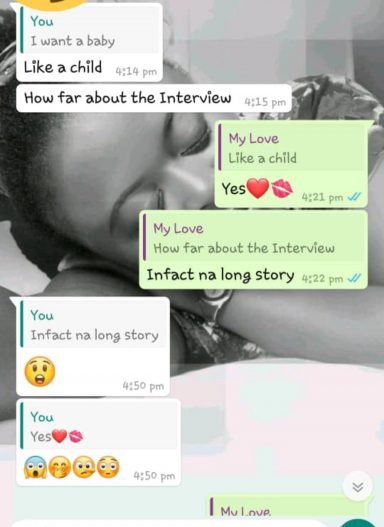 You
I want a baby
Like a child 4:14 pm
How far about the Interview 4:15 pm
My Love
Like a child
Yes❤️💋 4:21 pm
My Love
How far about the Interview
Infact na long story 4:22 pm
You
Infact na long story
😲
4:50 pm
You
Yes❤️💋
😱🤭🤕😳 4:50 pm
My Love